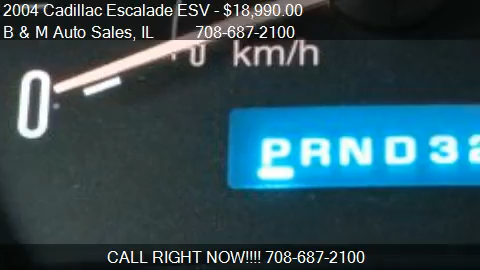 2004 Cadillac Escalade ESV - $18,990.00
B & M Auto Sales, IL 708-687-2100
0 0 km/h
PRND32
CALL RIGHT NOW!!!! 708-687-2100